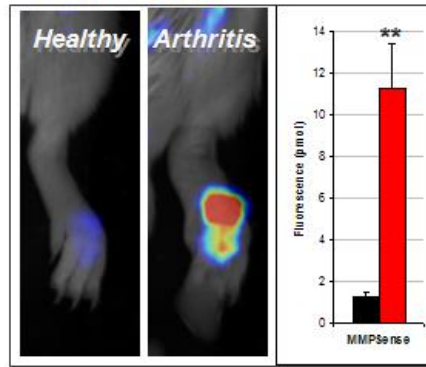 Healthy
Arthritis
**
14
12
10
8
6
4
2
0
Fluorescence (pmol)
MMPSense